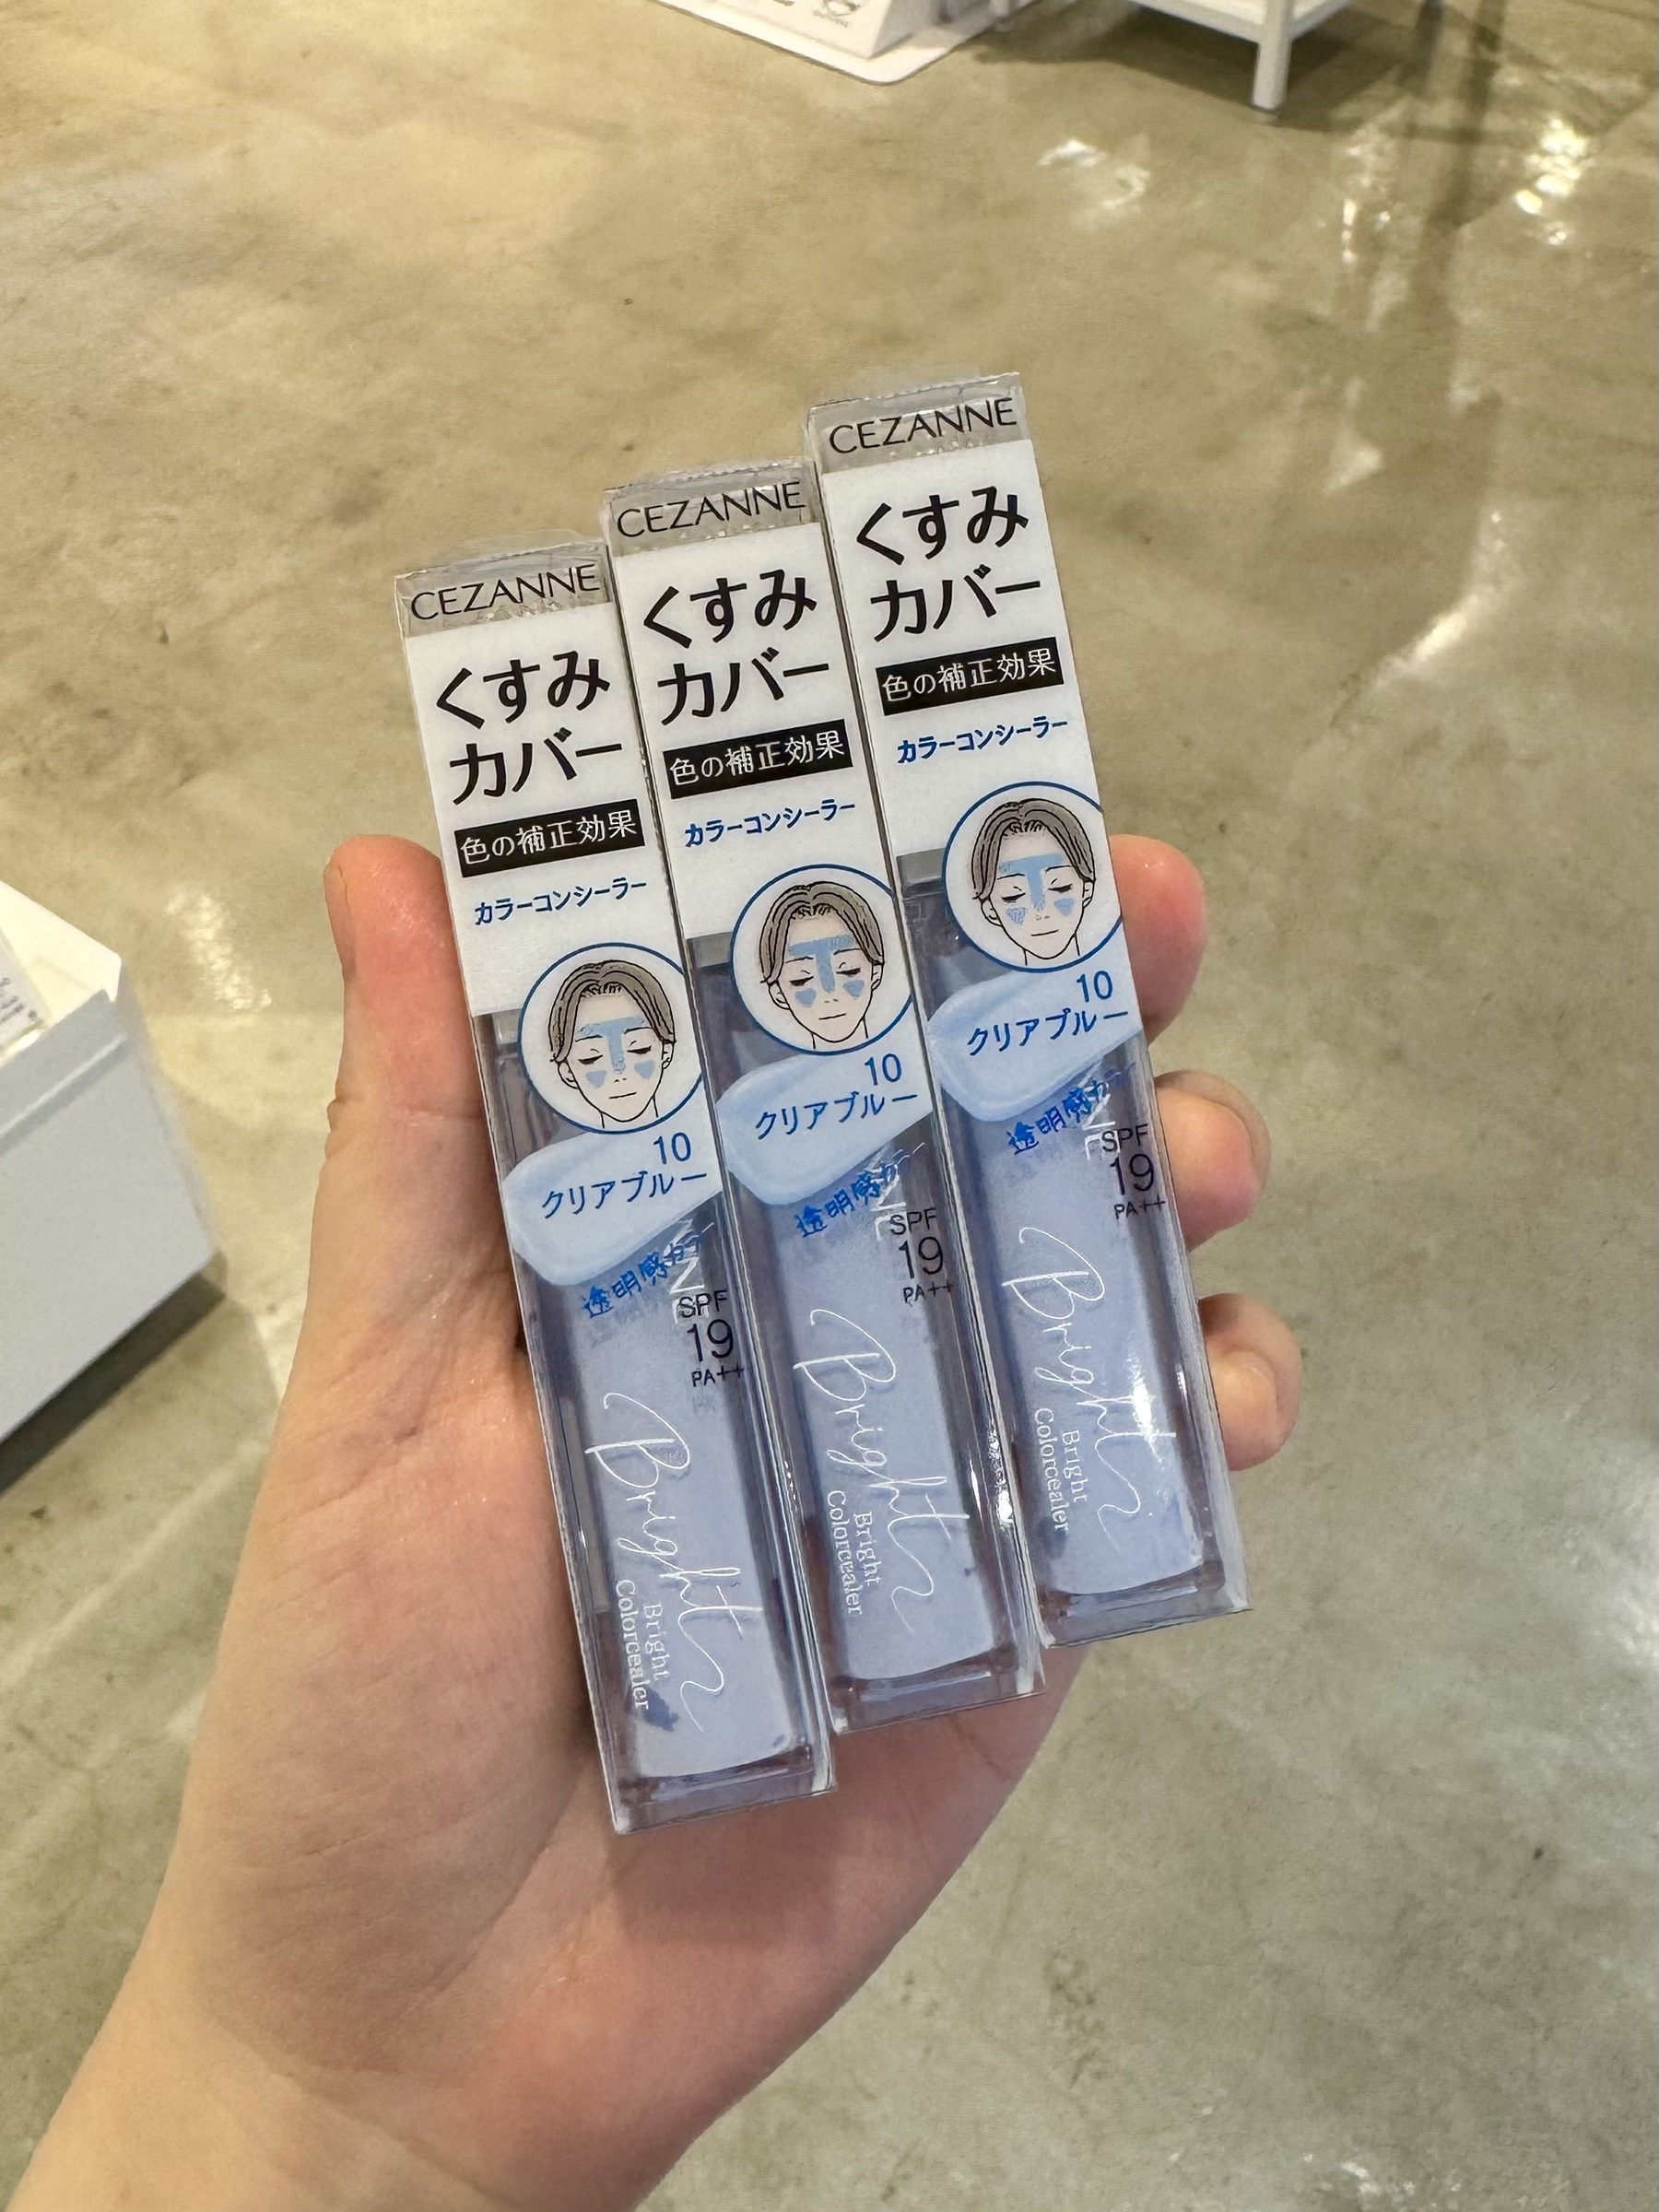 CEZANNE
くすみ
カバー
色の補正効果
カラーコンシーラー
10
クリアブルー
透明感カラー
SPF
19
PA++
Bright
Bright
Colorcealer
CEZANNE
くすみ
カバー
色の補正効果
カラーコンシーラー
10
クリアブルー
透明感カラー
SPF
19
PA++
Bright
Bright
Colorcealer
CEZANNE
くすみ
カバー
色の補正効果
カラーコンシーラー
10
クリアブルー
透明感カラー
SPF
19
PA++
Bright
Bright
Colorcealer